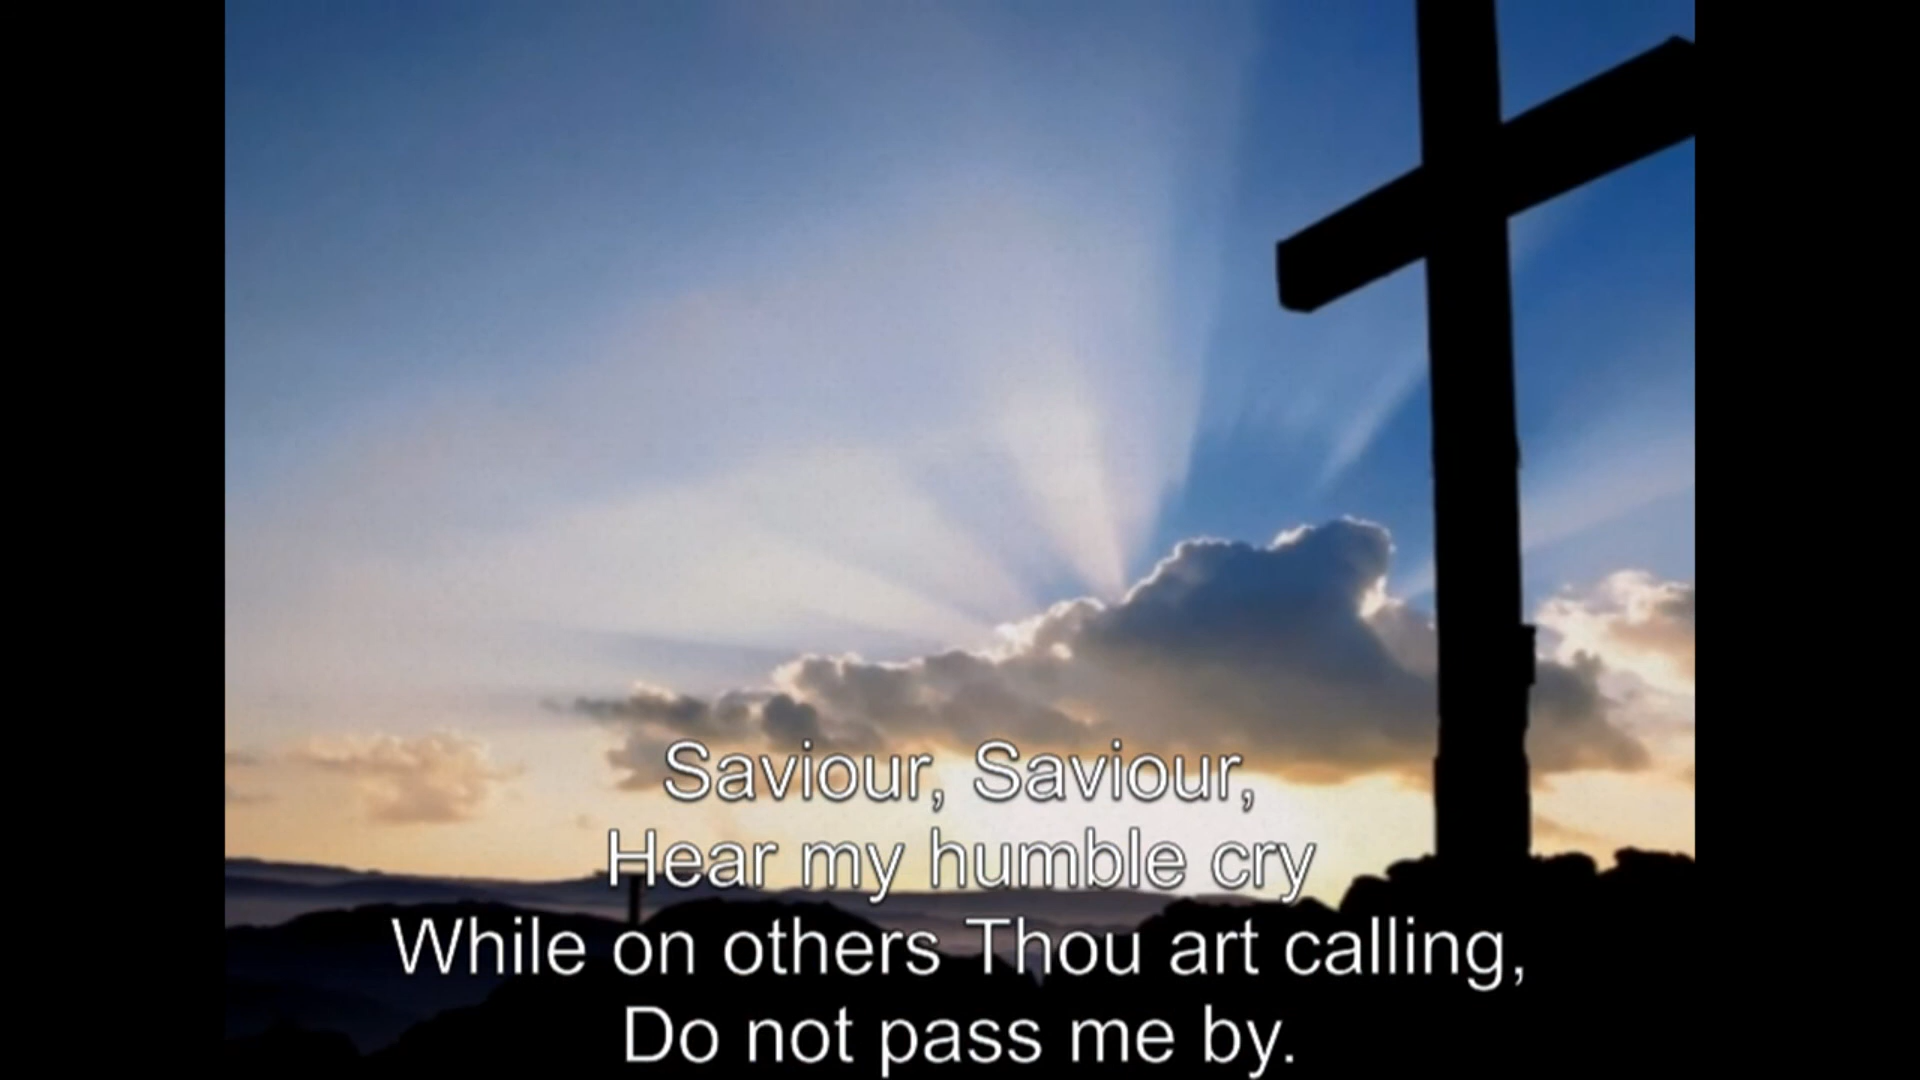 Saviour, Saviour,
Hear my humble cry
While on others Thou art calling,
Do not pass me by.